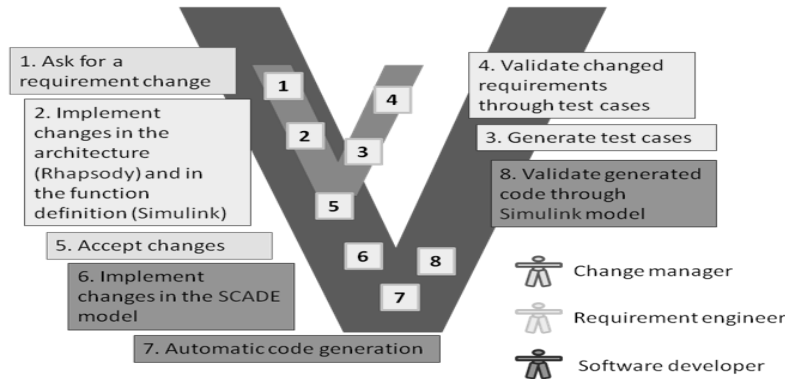 1. Ask for a
requirement change
2. Implement
changes in the
architecture
(Rhapsody) and in
the function
definition (Simulink)
5. Accept changes
6. Implement
changes in the SCADE
model
7. Automatic code generation
1
2
3
4
5
6
7
8
4. Validate changed
requirements
through test cases
3. Generate test cases
8. Validate generated
code through
Simulink model
Change manager
Requirement engineer
Software developer